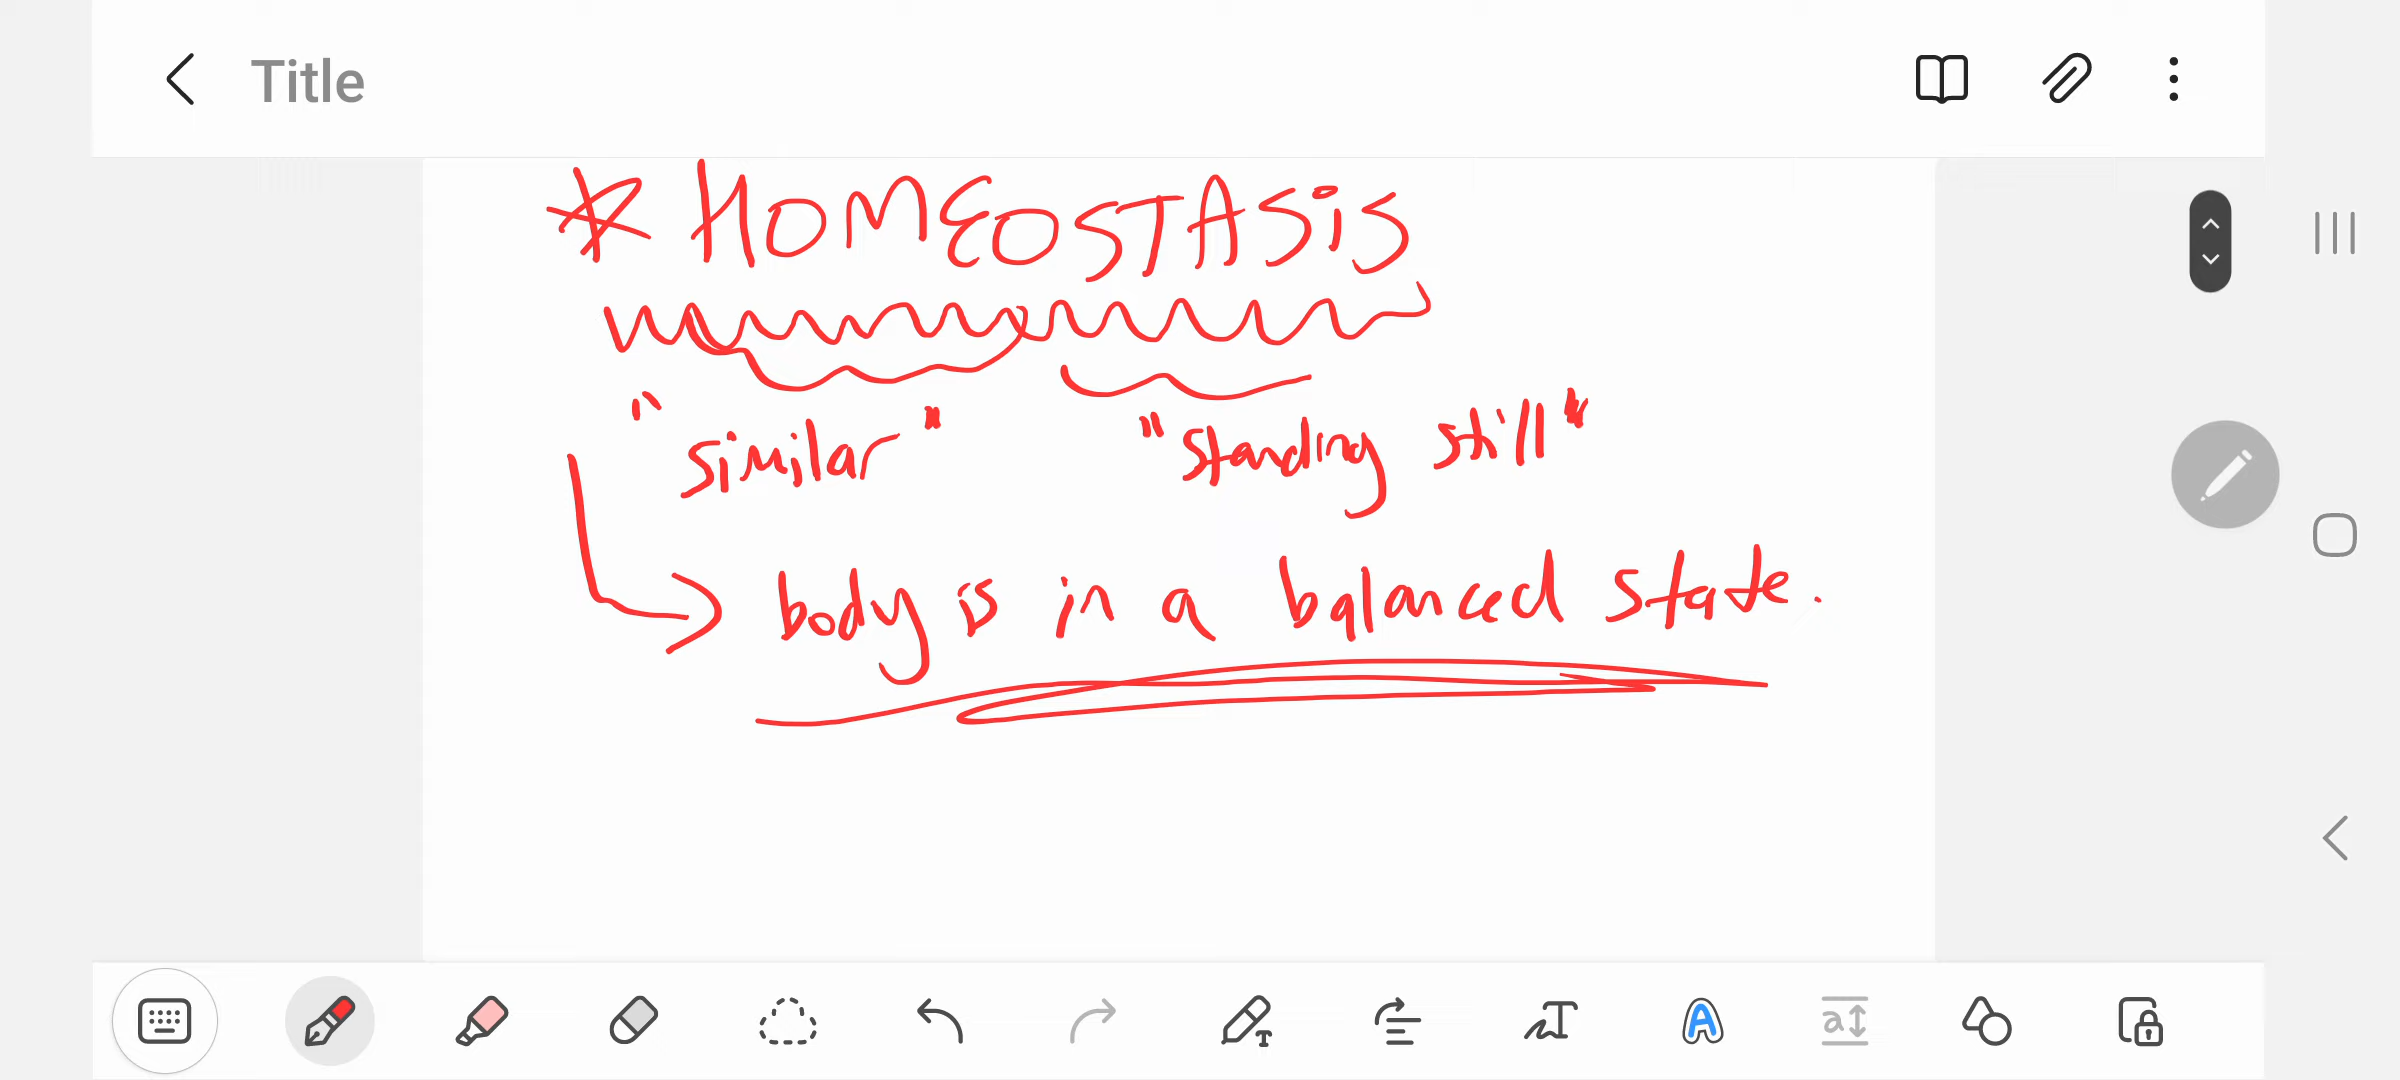 Title
* HOMEOSTASiS
"similar" "standing still"
body is in a balanced state.